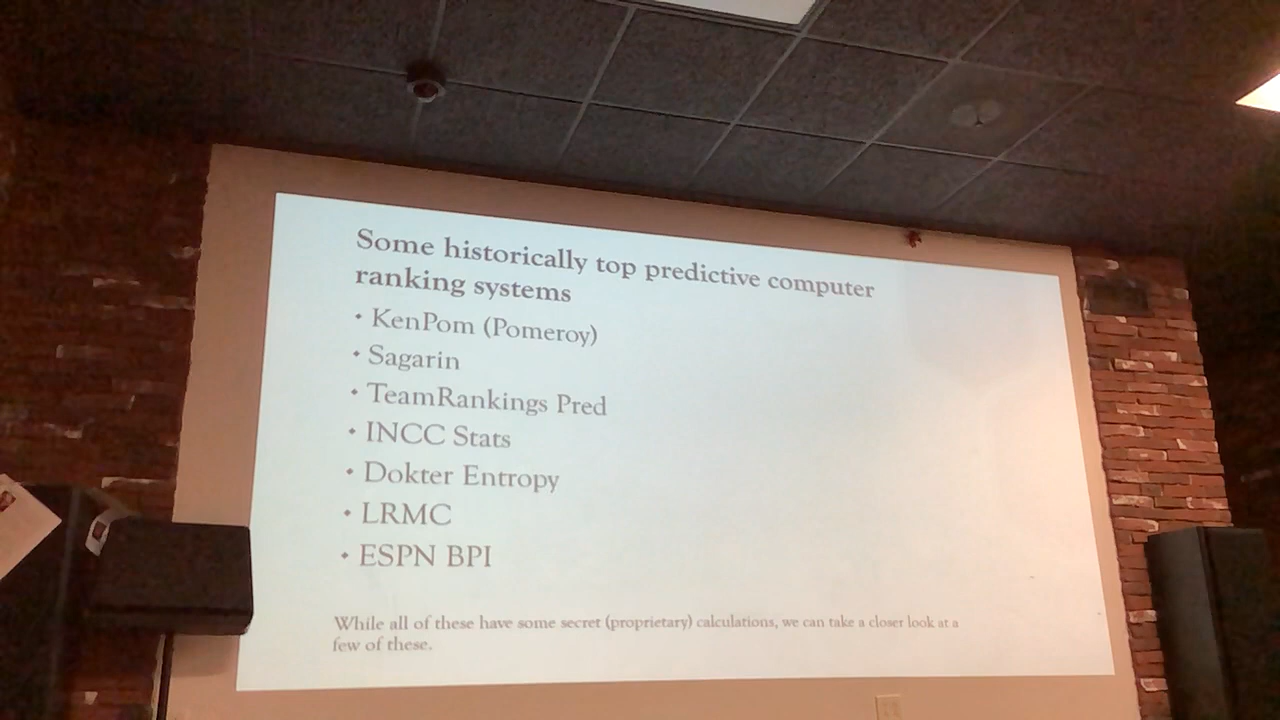 Some historically top predictive computer
ranking systems
• KenPom (Pomeroy)
• Sagarin
• TeamRankings Pred
• INCC Stats
• Dokter Entropy
• LRMC
• ESPN BPI
While all of these have some secret (proprietary) calculations, we can take a closer look at a
few of these.